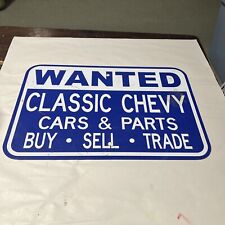 WANTED
CLASSIC CHEVY
CARS & PARTS
BUY · SELL · TRADE